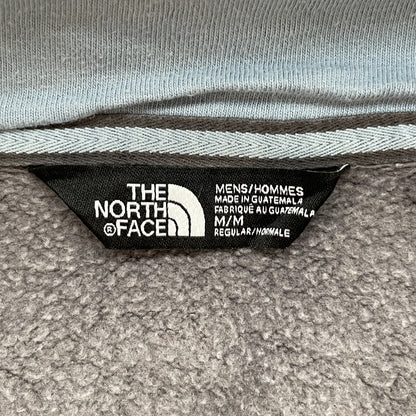 THE
NORTH
®FACE
MENS/HOMMES
MADE IN GUATEMALA
FABRIQUÉ AU GUATEMALA
M/M
REGULAR/NORMALE